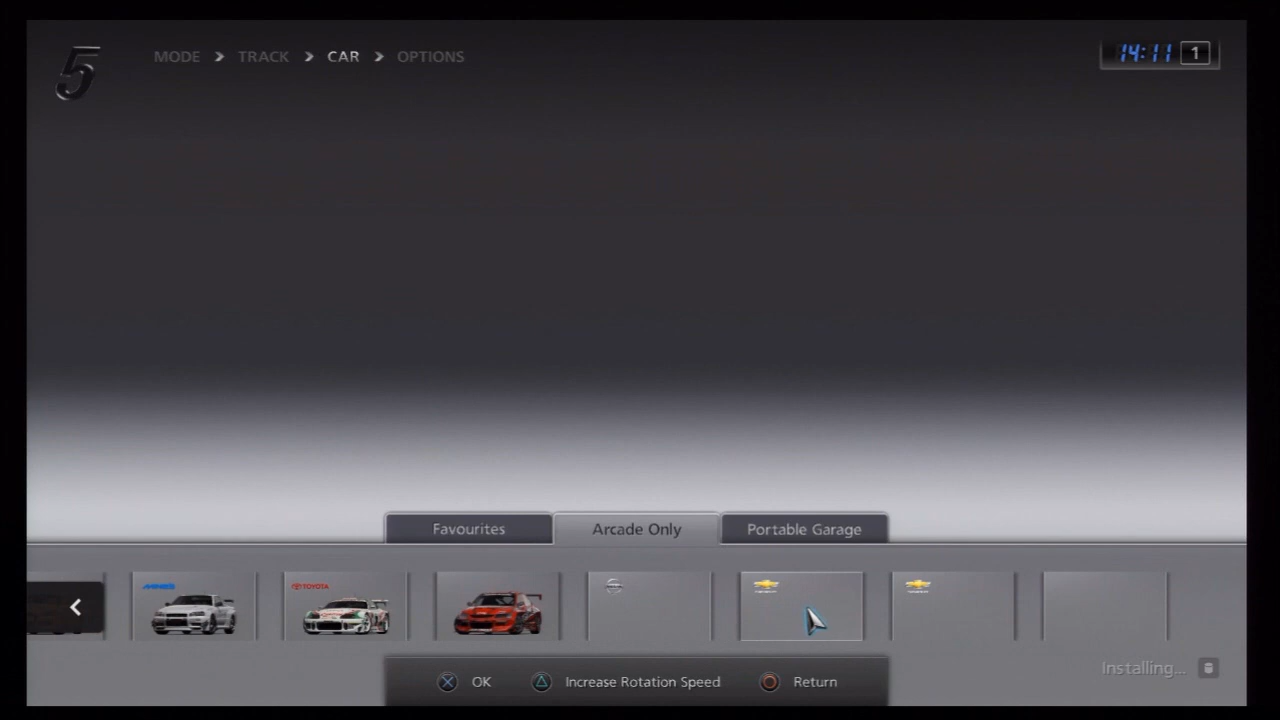 5
MODE > TRACK > CAR > OPTIONS
14:11 1
Favourites
Arcade Only
Portable Garage
MINE'S
TOYOTA
OK
Increase Rotation Speed
Return
Installing...